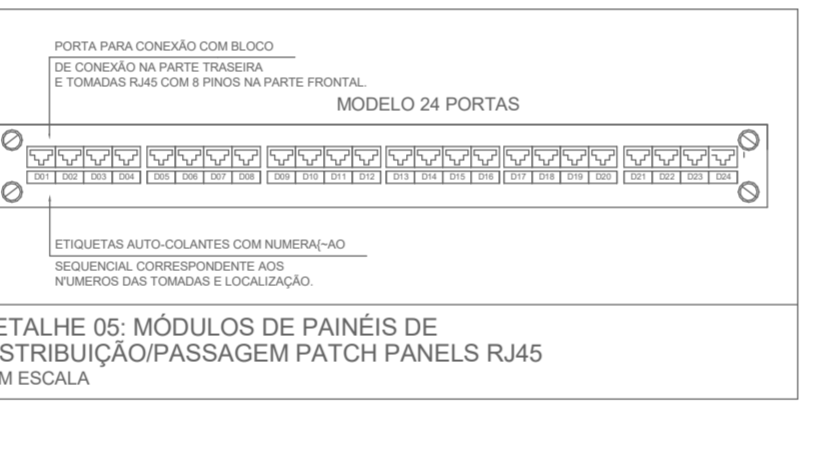 PORTA PARA CONEXÃO COM BLOCO
DE CONEXÃO NA PARTE TRASEIRA
E TOMADAS RJ45 COM 8 PINOS NA PARTE FRONTAL.
MODELO 24 PORTAS
D01 D02 D03 D04 D05 D06 D07 D08 D09 D10 D11 D12 D13 D14 D15 D16 D17 D18 D19 D20 D21 D22 D23 D24
ETIQUETAS AUTO-COLANTES COM NUMERA{~AO
SEQUENCIAL CORRESPONDENTE AOS
N'UMEROS DAS TOMADAS E LOCALIZAÇÃO.
ETALHE 05: MÓDULOS DE PAINÉIS DE
STRIBUIÇÃO/PASSAGEM PATCH PANELS RJ45
M ESCALA